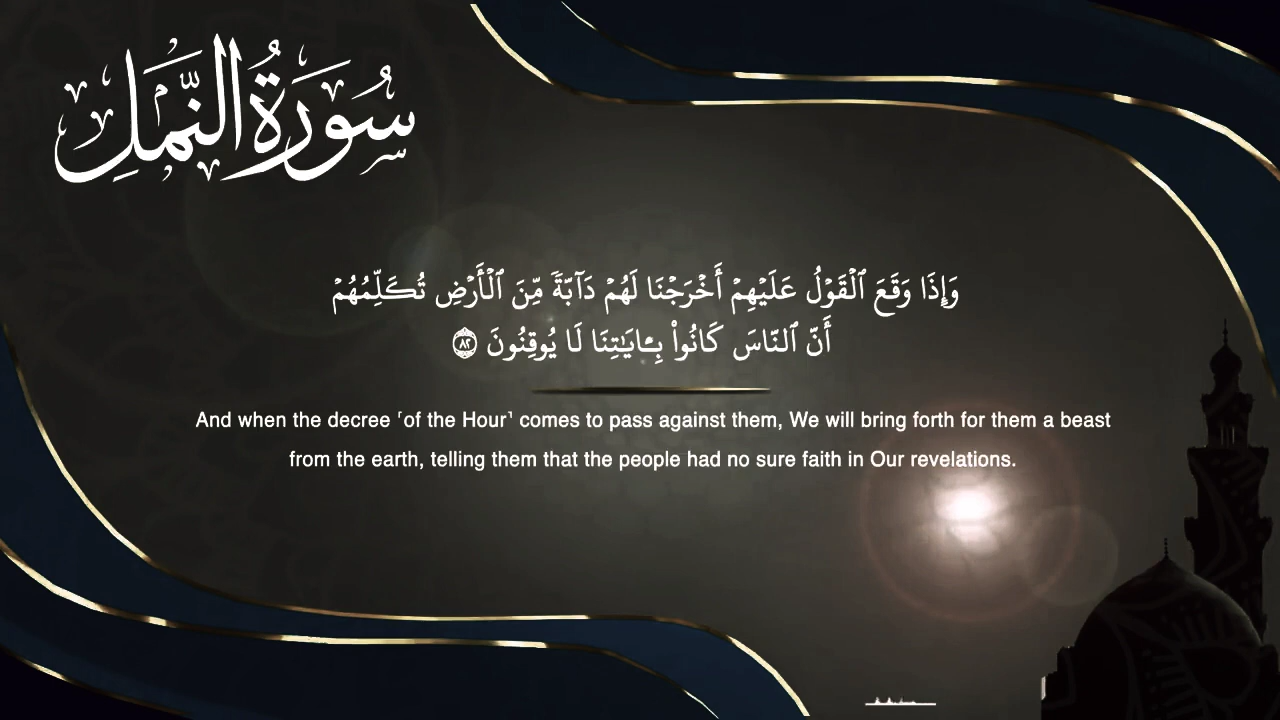 سُورَةُ النَّمْلِ
وَإِذَا وَقَعَ ٱلْقَوْلُ عَلَيْهِمْ أَخْرَجْنَا لَهُمْ دَآبَّةً مِّنَ ٱلْأَرْضِ تُكَلِّمُهُمْ
أَنَّ ٱلنَّاسَ كَانُوا۟ بِـَٔايَـٰتِنَا لَا يُوقِنُونَ ٨٢
And when the decree ˹of the Hour˺ comes to pass against them, We will bring forth for them a beast
from the earth, telling them that the people had no sure faith in Our revelations.